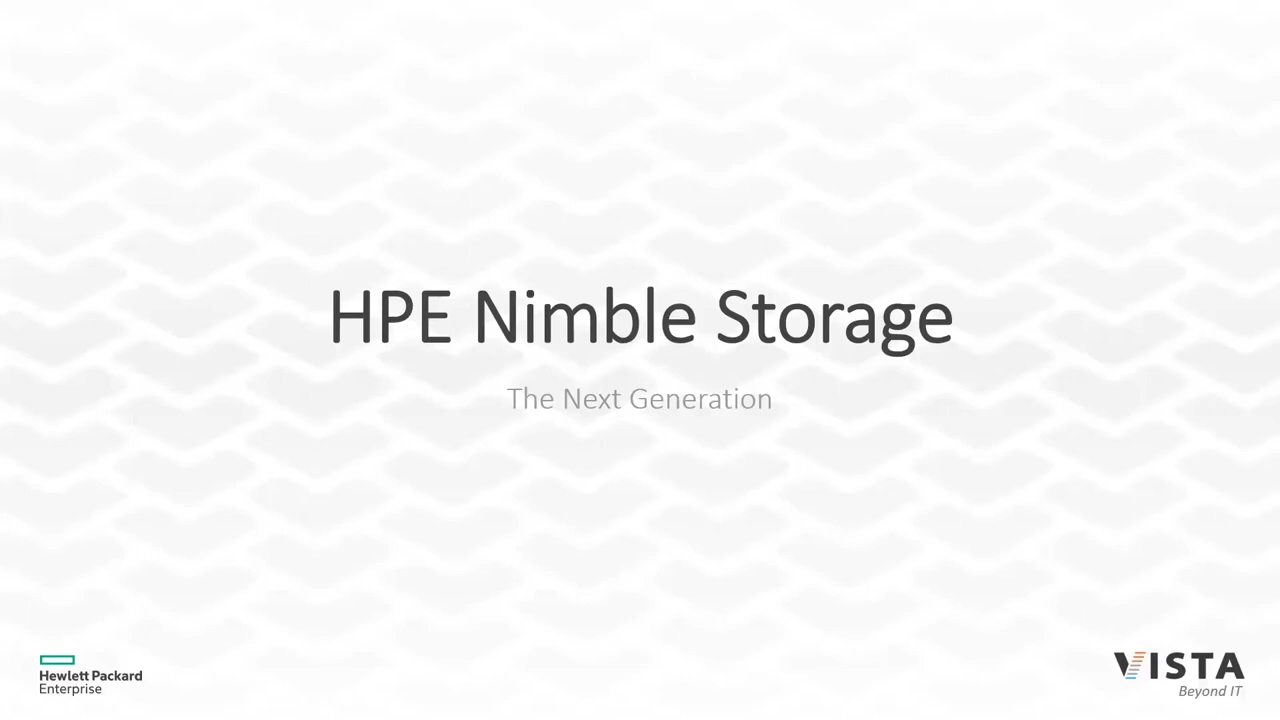 HPE Nimble Storage
The Next Generation
Hewlett Packard
Enterprise
VISTA
Beyond IT